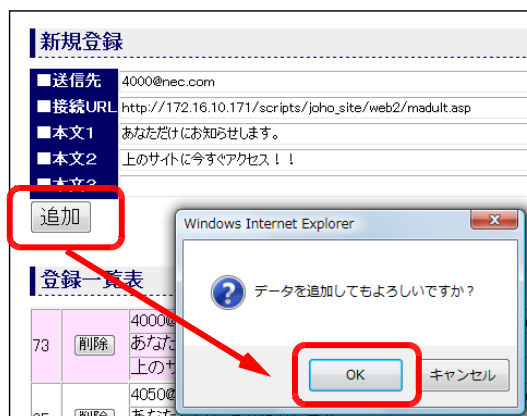 新規登録
■送信先 4000@nec.com
■接続URL http://172.16.10.171/scripts/joho_site/web2/madult.asp
■本文1 あなただけにお知らせします。
■本文2 上のサイトに今すぐアクセス！！
■本文3
追加
Windows Internet Explorer
データを追加してもよろしいですか？
OK キャンセル
登録一覧表
4000@
73 削除 あなた
上のサ
4050@
削除